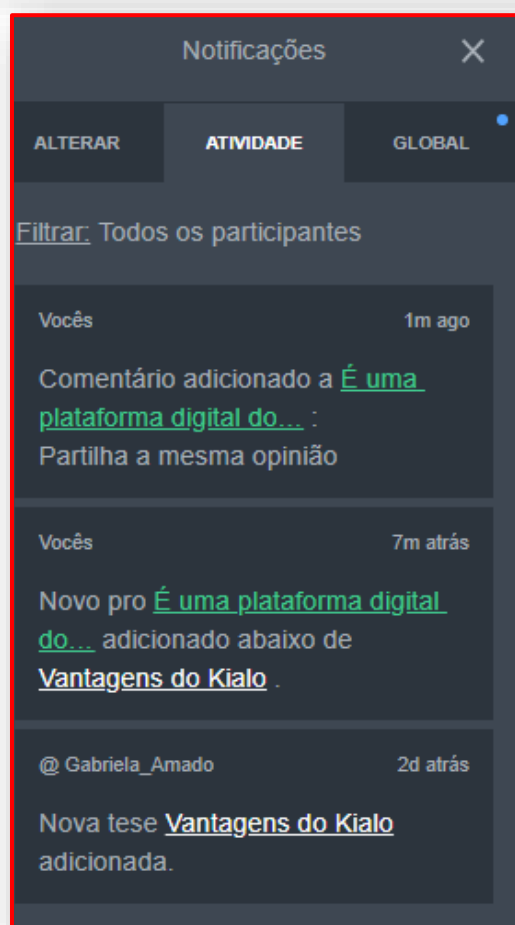 Notificações
ALTERAR ATIVIDADE GLOBAL
Filtrar: Todos os participantes
Vocês 1m ago
Comentário adicionado a É uma
plataforma digital do... :
Partilha a mesma opinião
Vocês 7m atrás
Novo pro É uma plataforma digital
do... adicionado abaixo de
Vantagens do Kialo .
@ Gabriela_Amado 2d atrás
Nova tese Vantagens do Kialo
adicionada.